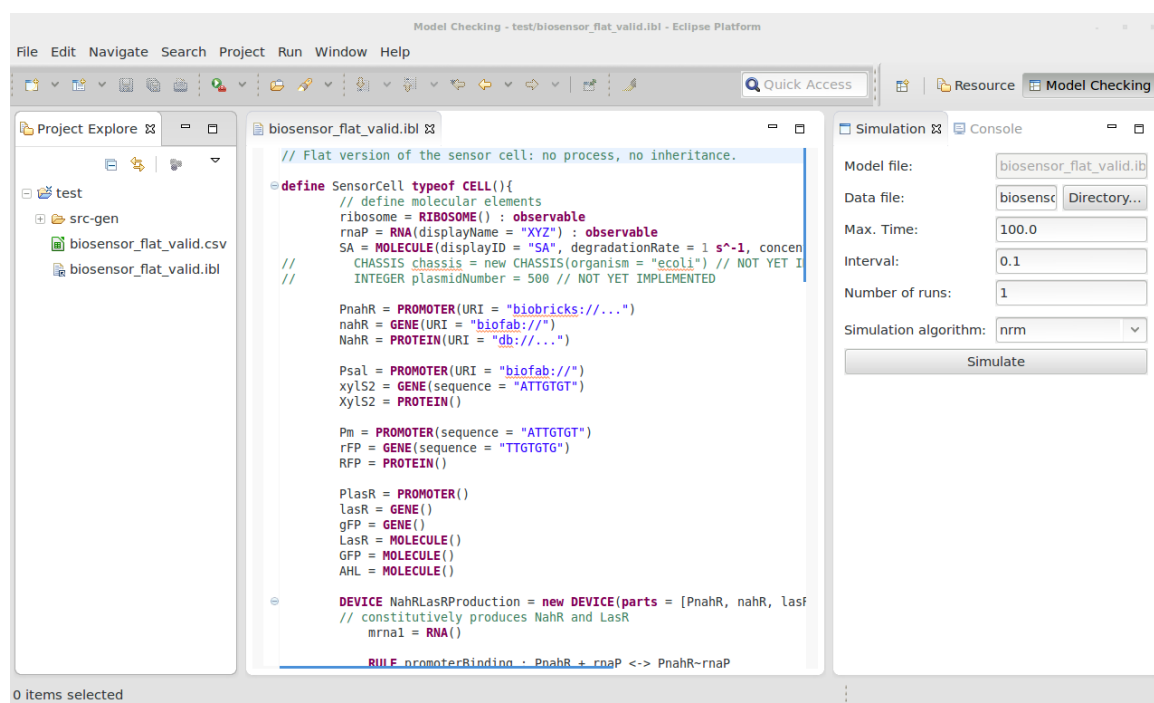 Model Checking - test/biosensor_flat_valid.ibl - Eclipse Platform
File Edit Navigate Search Project Run Window Help
Quick Access
Resource
Model Checking
Project Explore
test
src-gen
biosensor_flat_valid.csv
biosensor_flat_valid.ibl
biosensor_flat_valid.ibl
// Flat version of the sensor cell: no process, no inheritance.
define SensorCell typeof CELL(){
// define molecular elements
ribosome = RIBOSOME() : observable
rnaP = RNA(displayName = "XYZ") : observable
SA = MOLECULE(displayID = "SA", degradationRate = 1 s^-1, concen
// CHASSIS chassis = new CHASSIS(organism = "ecoli") // NOT YET I
// INTEGER plasmidNumber = 500 // NOT YET IMPLEMENTED
PnahR = PROMOTER(URI = "biobricks://...")
nahR = GENE(URI = "biofab://")
NahR = PROTEIN(URI = "db://...")
Psal = PROMOTER(URI = "biofab://")
xylS2 = GENE(sequence = "ATTGTGT")
XylS2 = PROTEIN()
Pm = PROMOTER(sequence = "ATTGTGT")
rFP = GENE(sequence = "TTGTGTG")
RFP = PROTEIN()
PlasR = PROMOTER()
lasR = GENE()
gFP = GENE()
LasR = MOLECULE()
GFP = MOLECULE()
AHL = MOLECULE()
DEVICE NahRLasRProduction = new DEVICE(parts = [PnahR, nahR, lasR
// constitutively produces NahR and LasR
mrna1 = RNA()
RULE promoterBinding : PnahR + rnaP <-> PnahR~rnaP
Simulation
Console
Model file: biosensor_flat_valid.ib
Data file: biosensc Directory...
Max. Time: 100.0
Interval: 0.1
Number of runs: 1
Simulation algorithm: nrm
Simulate
0 items selected